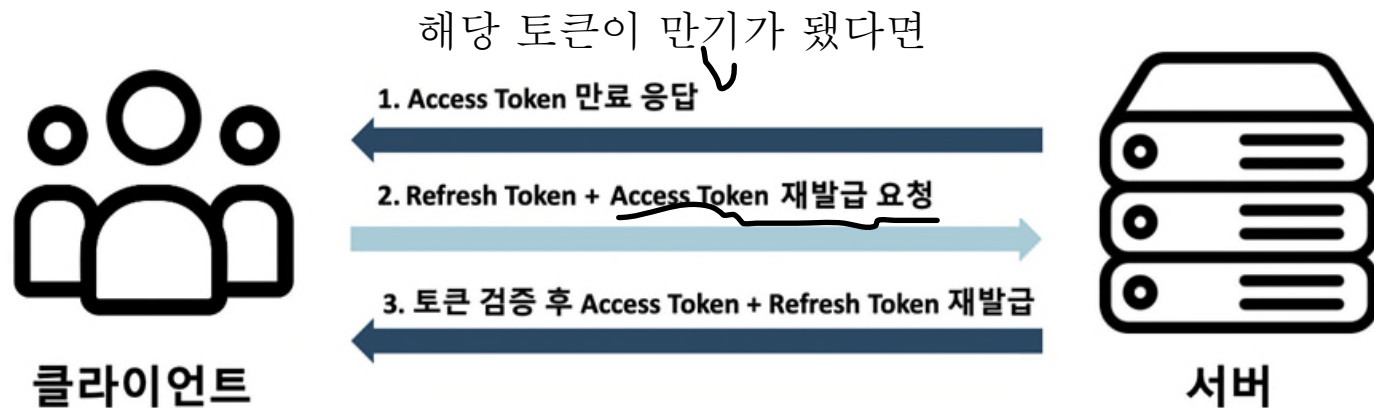 해당 토큰이 만기가 됐다면
1. Access Token 만료 응답
2. Refresh Token + Access Token 재발급 요청
3. 토큰 검증 후 Access Token + Refresh Token 재발급
클라이언트
서버